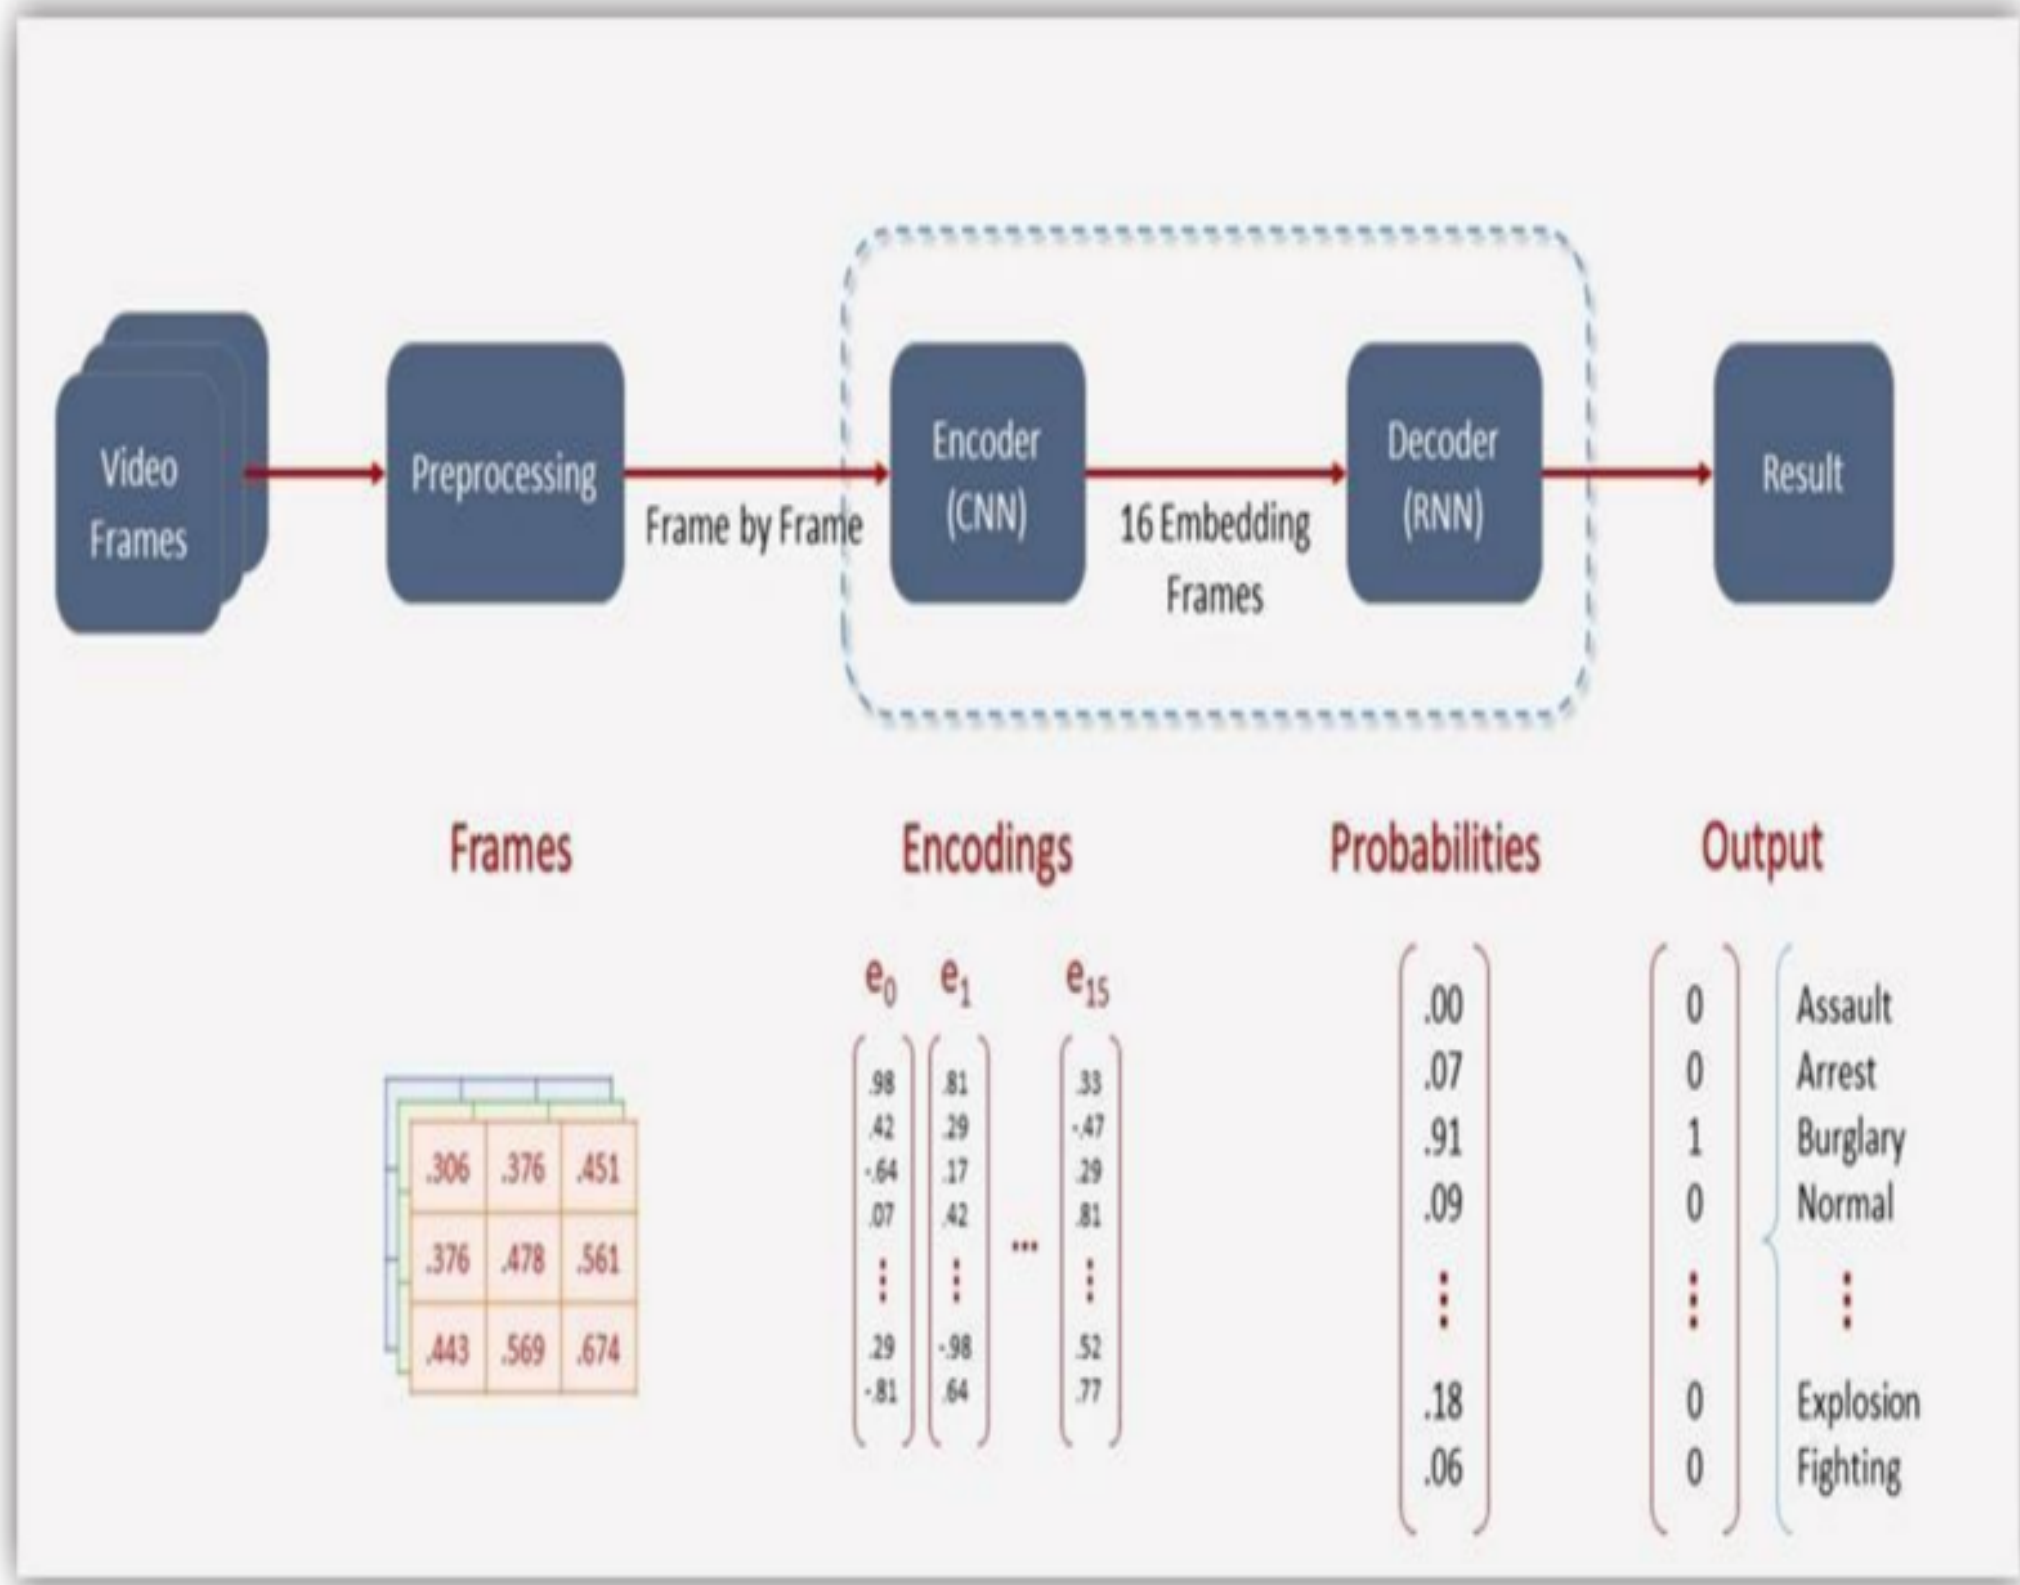 Video
Frames
Preprocessing
Frame by Frame
Encoder
(CNN)
16 Embedding
Frames
Decoder
(RNN)
Result
Frames
Encodings
Probabilities
Output
.306 .376 .451
.376 .478 .561
.443 .569 .674
e0 e1 e15
.98 .81 .33
.42 .29 -.47
-.64 .17 .29
.07 .42 .81
...
.29 -.98 .52
-.81 .64 .77
.00 0 Assault
.07 0 Arrest
.91 1 Burglary
.09 0 Normal
.18 0 Explosion
.06 0 Fighting